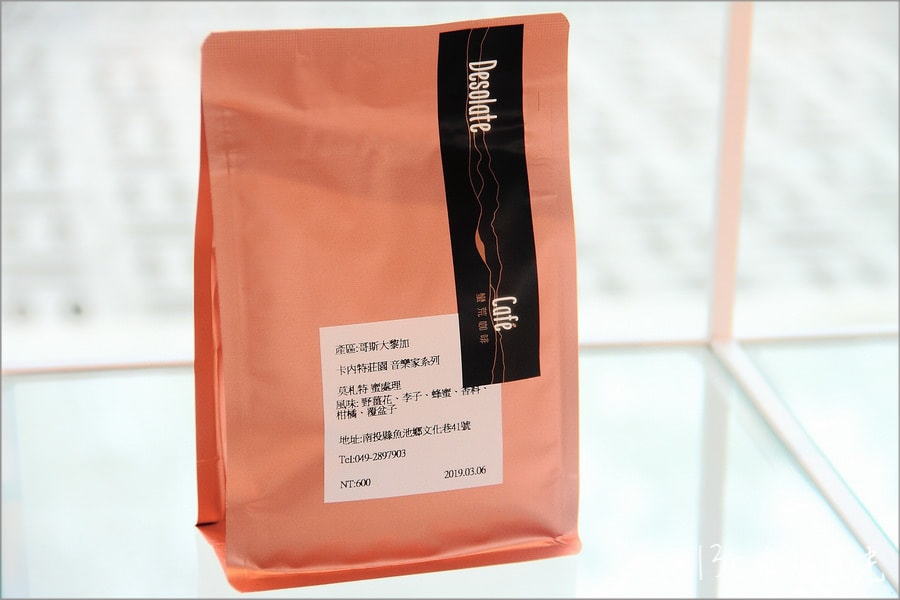 Desolate
Café
蠻荒咖啡
產區:哥斯大黎加
卡內特莊園 音樂家系列
莫札特 蜜處理
風味: 野薑花、李子、蜂蜜、香料、
柑橘、覆盆子
地址:南投縣魚池鄉文化巷41號
Tel:049-2897903
NT:600
2019.03.06